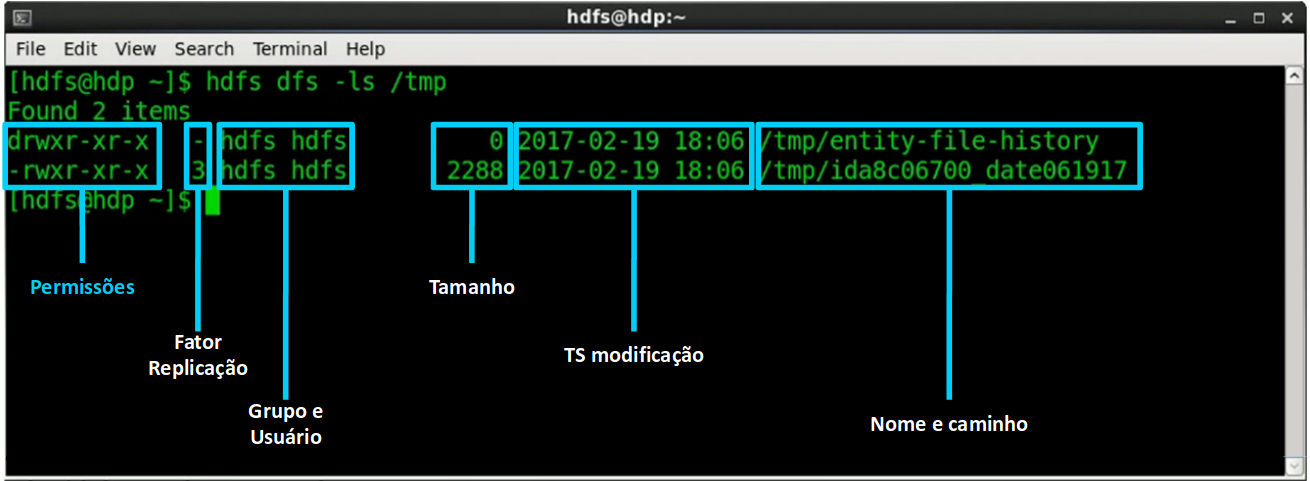 hdfs@hdp:~
File Edit View Search Terminal Help
[hdfs@hdp ~]$ hdfs dfs -ls /tmp
Found 2 items
drwxr-xr-x - hdfs hdfs 0 2017-02-19 18:06 /tmp/entity-file-history
-rwxr-xr-x 3 hdfs hdfs 2288 2017-02-19 18:06 /tmp/ida8c06700_date061917
[hdfs@hdp ~]$
Permissões
Tamanho
Fator
Replicação
TS modificação
Grupo e
Usuário
Nome e caminho